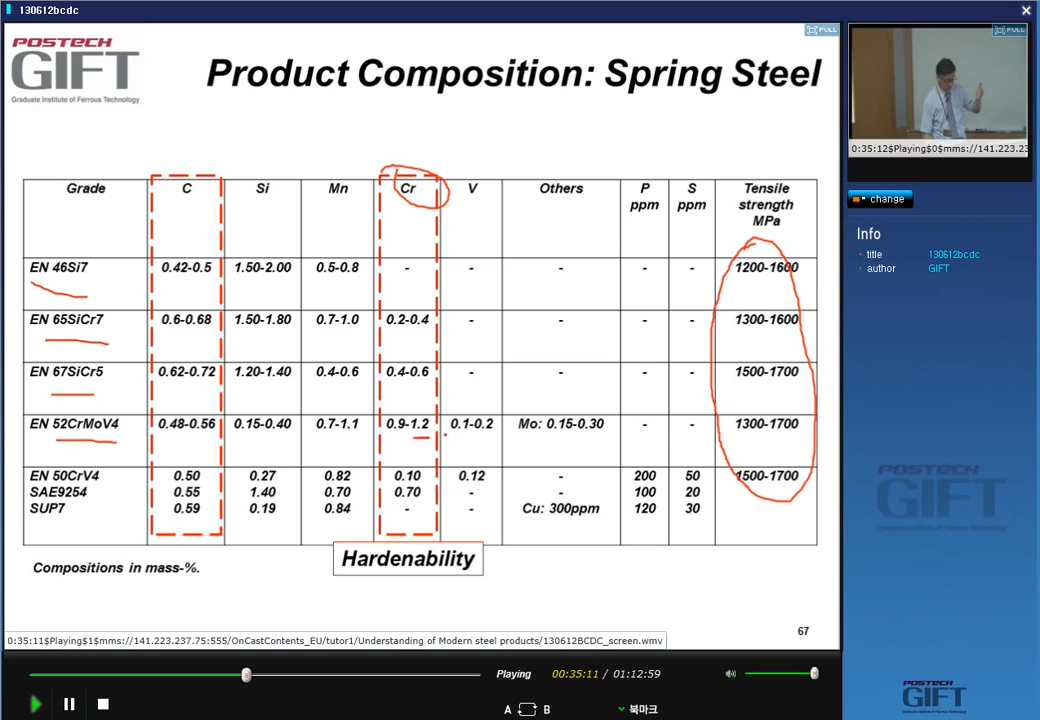 130612bcdc
POSTECH
GIFT
Graduate Institute of Ferrous Technology
Product Composition: Spring Steel
FULL
Grade C Si Mn Cr V Others P ppm S ppm Tensile strength MPa
EN 46Si7 0.42-0.5 1.50-2.00 0.5-0.8 - - - - - 1200-1600
EN 65SiCr7 0.6-0.68 1.50-1.80 0.7-1.0 0.2-0.4 - - - - 1300-1600
EN 67SiCr5 0.62-0.72 1.20-1.40 0.4-0.6 0.4-0.6 - - - - 1500-1700
EN 52CrMoV4 0.48-0.56 0.15-0.40 0.7-1.1 0.9-1.2 0.1-0.2 Mo: 0.15-0.30 - - 1300-1700
EN 50CrV4 0.50 0.27 0.82 0.10 0.12 - 200 50 1500-1700
SAE9254 0.55 1.40 0.70 0.70 - - 100 20
SUP7 0.59 0.19 0.84 - - Cu: 300ppm 120 30
Hardenability
Compositions in mass-%.
67
0:35:11$Playing$1$mms://141.223.237.75:555/OnCastContents_EU/tutor1/Understanding of Modern steel products/130612BCDC_screen.wmv
Playing 00:35:11 / 01:12:59
A B 북마크
FULL
0:35:12$Playing$0$mms://141.223.23
change
Info
title 130612bcdc
author GIFT
POSTECH
GIFT
POSTECH
GIFT